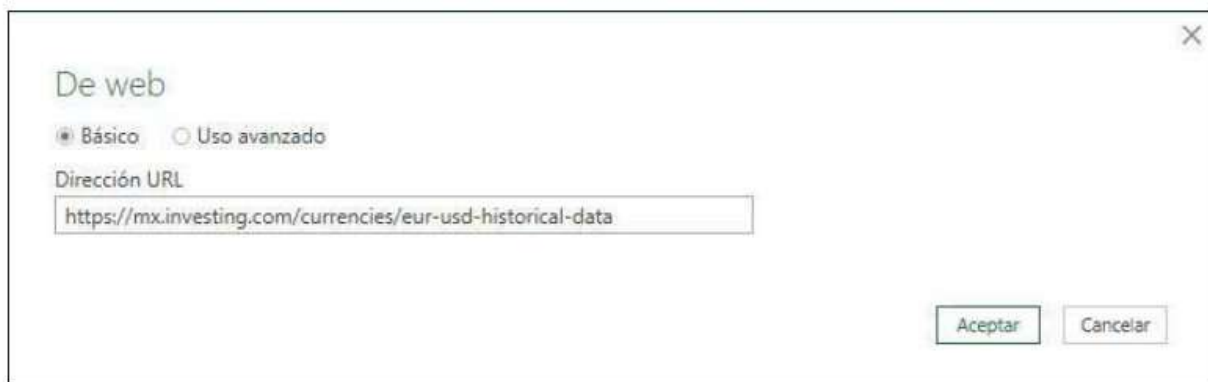 De web
Básico Uso avanzado
Dirección URL
https://mx.investing.com/currencies/eur-usd-historical-data
Aceptar Cancelar